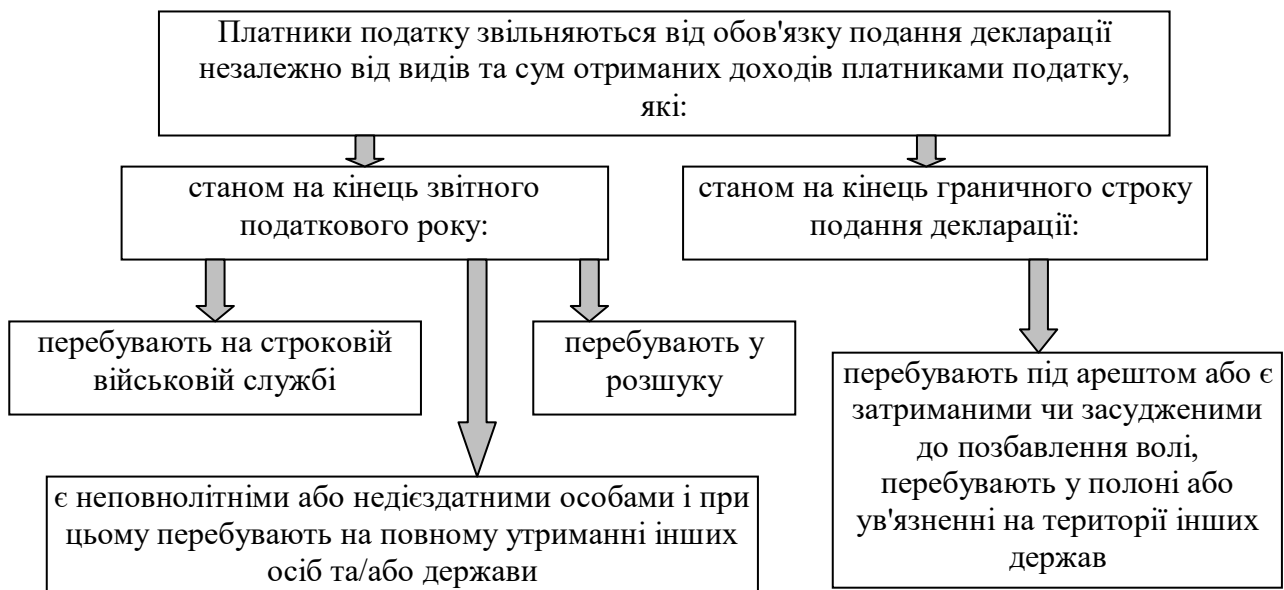 Платники податку звільняються від обов'язку подання декларації
незалежно від видів та сум отриманих доходів платниками податку,
які:
станом на кінець звітного
податкового року:
станом на кінець граничного строку
подання декларації:
перебувають на строковій
військовій службі
перебувають у
розшуку
є неповнолітніми або недієздатними особами і при
цьому перебувають на повному утриманні інших
осіб та/або держави
перебувають під арештом або є
затриманими чи засудженими
до позбавлення волі,
перебувають у полоні або
ув'язненні на території інших
держав